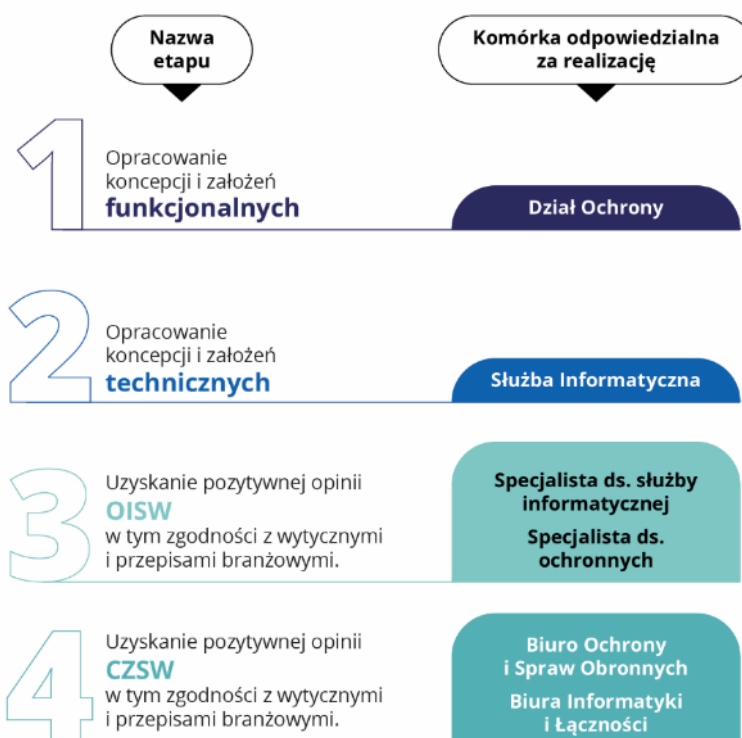 Nazwa
etapu
Komórka odpowiedzialna
za realizację
1
Opracowanie
koncepcji i założeń
funkcjonalnych
Dział Ochrony
2
Opracowanie
koncepcji i założeń
technicznych
Służba Informatyczna
3
Uzyskanie pozytywnej opinii
OISW
w tym zgodności z wytycznymi
i przepisami branżowymi.
Specjalista ds. służby
informatycznej
Specjalista ds.
ochronnych
4
Uzyskanie pozytywnej opinii
CZSW
w tym zgodności z wytycznymi
i przepisami branżowymi.
Biuro Ochrony
i Spraw Obronnych
Biura Informatyki
i Łączności